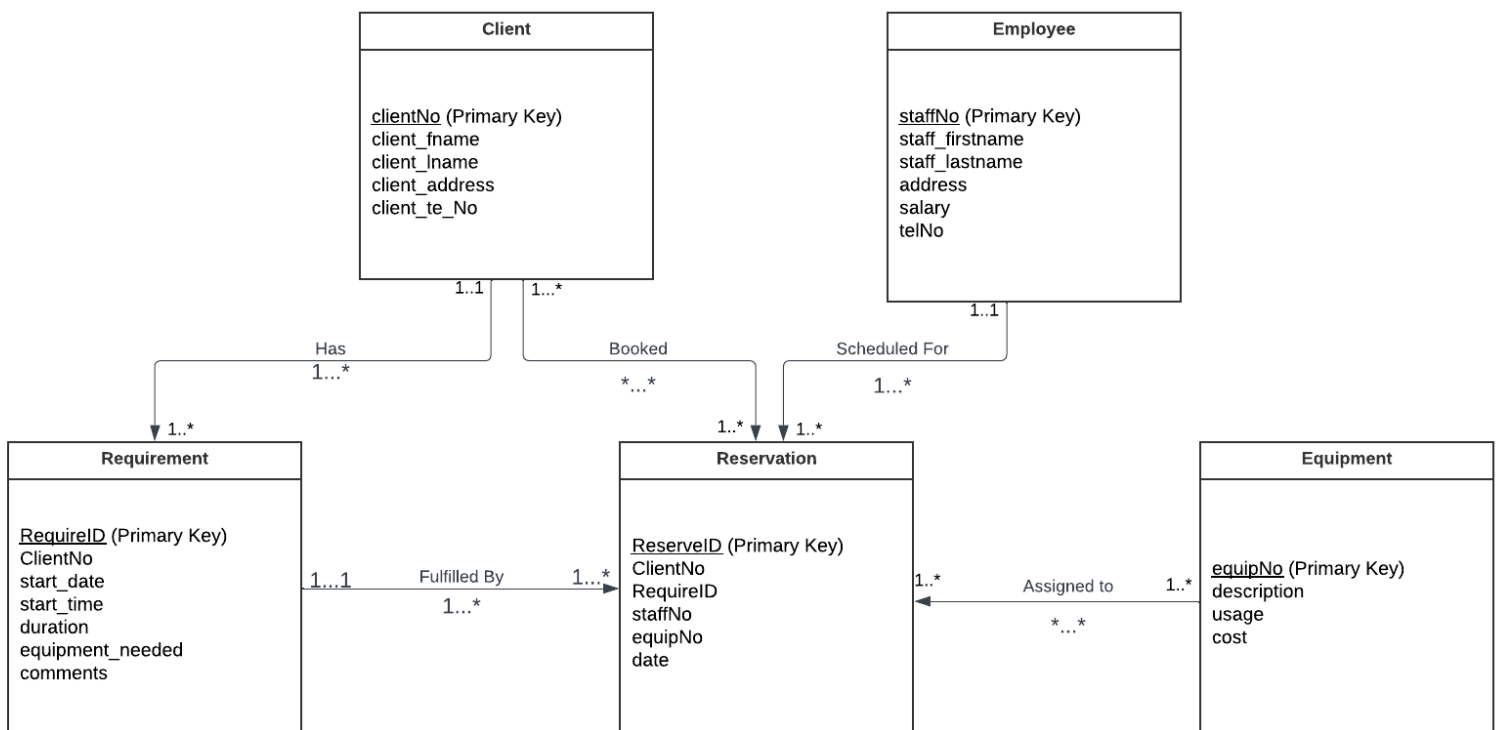 Client
clientNo (Primary Key)
client_fname
client_lname
client_address
client_te_No
Employee
staffNo (Primary Key)
staff_firstname
staff_lastname
address
salary
telNo
1..1
1...*
1..1
Has
1...*
Booked
*...*
Scheduled For
1...*
1..*
1..*
1..*
Requirement
RequireID (Primary Key)
ClientNo
start_date
start_time
duration
equipment_needed
comments
1...1
Fulfilled By
1...*
1...*
Reservation
ReserveID (Primary Key)
ClientNo
RequireID
staffNo
equipNo
date
1..*
Assigned to
1..*
*...*
Equipment
equipNo (Primary Key)
description
usage
cost